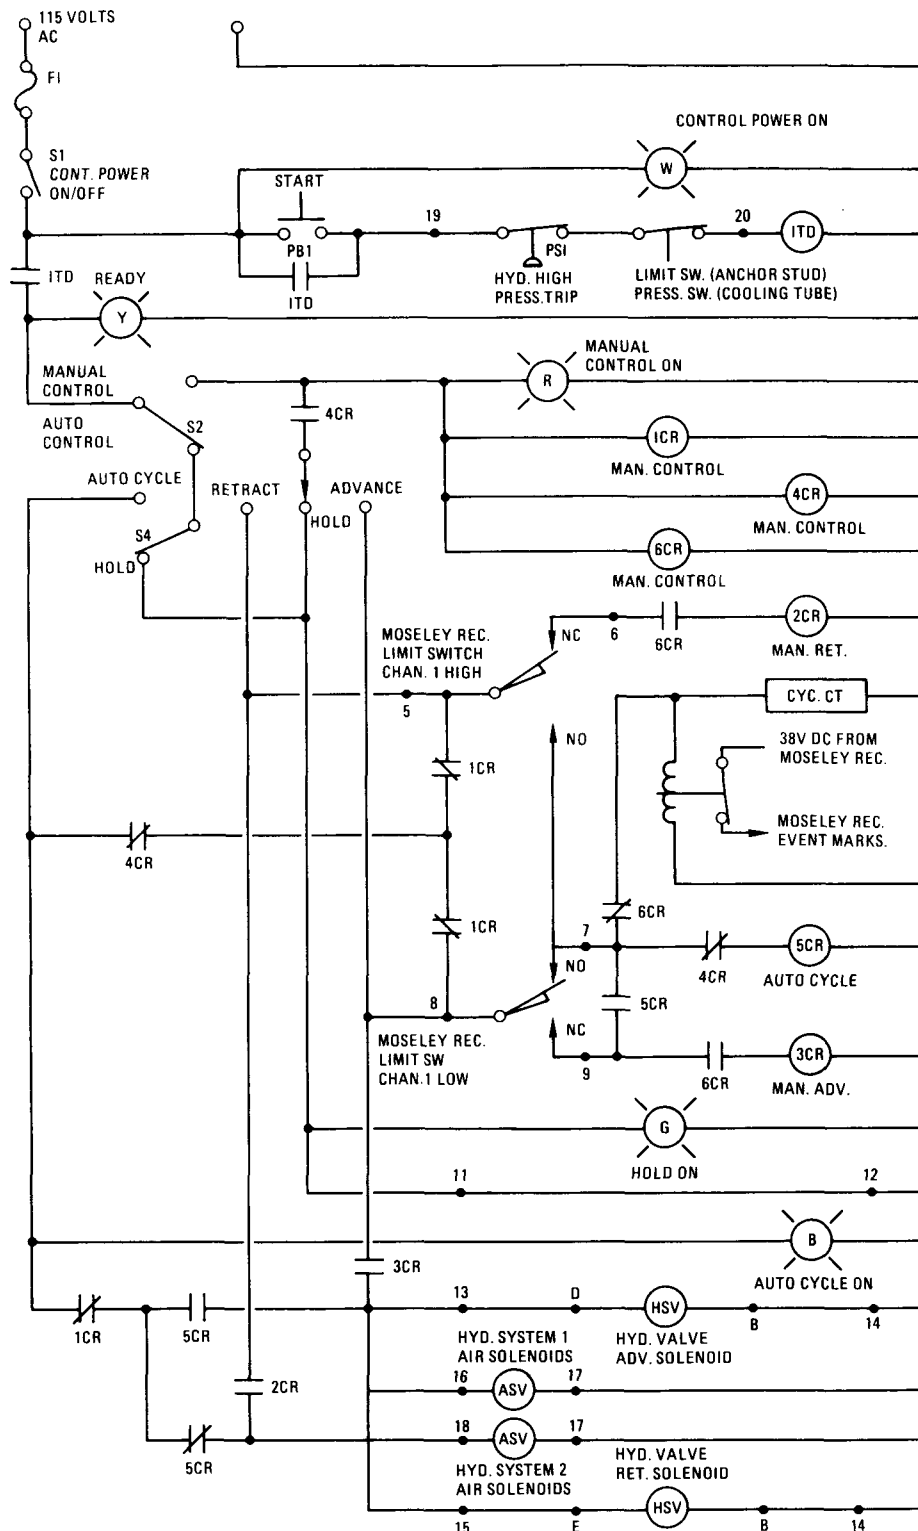 115 VOLTS
AC
F1
S1
CONT. POWER
ON/OFF
CONTROL POWER ON
W
START
PB1
1TD
19
PS1
HYD. HIGH
PRESS. TRIP
20
LIMIT SW. (ANCHOR STUD)
PRESS. SW. (COOLING TUBE)
1TD
1TD
READY
Y
MANUAL
CONTROL
AUTO
CONTROL
S2
4CR
R
MANUAL
CONTROL ON
1CR
MAN. CONTROL
4CR
MAN. CONTROL
6CR
MAN. CONTROL
AUTO CYCLE
S4
HOLD
RETRACT
HOLD
ADVANCE
MOSELEY REC.
LIMIT SWITCH
CHAN. 1 HIGH
NC
6
6CR
2CR
MAN. RET.
5
NO
CYC. CT
38V DC FROM
MOSELEY REC.
MOSELEY REC.
EVENT MARKS.
1CR
4CR
1CR
6CR
7
NO
4CR
5CR
AUTO CYCLE
8
5CR
MOSELEY REC.
LIMIT SW
CHAN. 1 LOW
NC
9
6CR
3CR
MAN. ADV.
G
HOLD ON
11
12
B
AUTO CYCLE ON
3CR
1CR
5CR
13
D
HSV
B
14
HYD. SYSTEM 1
AIR SOLENOIDS
HYD. VALVE
ADV. SOLENOID
2CR
16
ASV
17
5CR
18
ASV
17
HYD. SYSTEM 2
AIR SOLENOIDS
HYD. VALVE
RET. SOLENOID
15
E
HSV
B
14